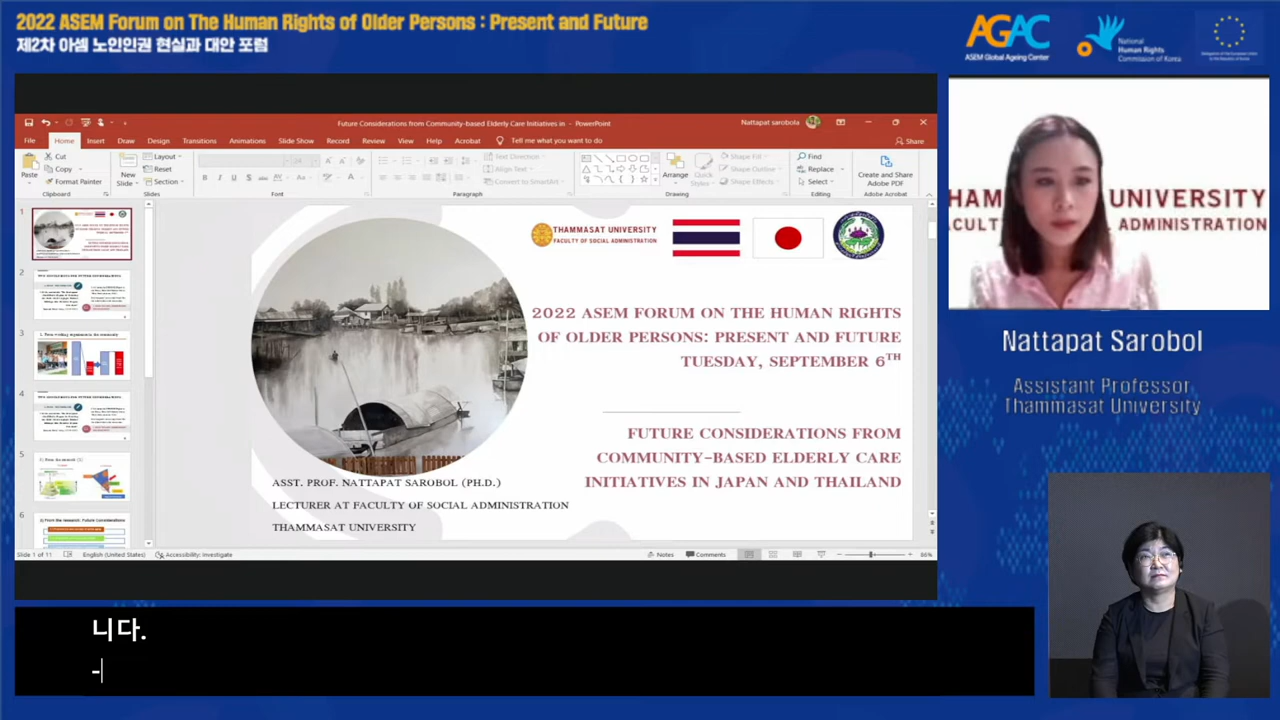 2022 ASEM Forum on The Human Rights of Older Persons : Present and Future
제2차 아셈 노인인권 현실과 대안 포럼
AGAC
ASEM Global Ageing Center
National
Human Rights
Commission of Korea
Future Considerations from Community-based Elderly Care Initiatives in - PowerPoint
Nattapat sarobola
File Home Insert Draw Design Transitions Animations Slide Show Record Review View Help Acrobat Tell me what you want to do
Share
Paste
Cut
Copy
Format Painter
Clipboard
New
Slide
Layout
Reset
Section
Slides
Font
Text Direction
Align Text
Convert to SmartArt
Paragraph
Arrange
Quick
Styles
Shape Fill
Shape Outline
Shape Effects
Drawing
Find
Replace
Select
Editing
Create and Share
Adobe PDF
Adobe Acrobat
1
2
3
4
5
6
THAMMASAT UNIVERSITY
FACULTY OF SOCIAL ADMINISTRATION
2022 ASEM FORUM ON THE HUMAN RIGHTS
OF OLDER PERSONS: PRESENT AND FUTURE
TUESDAY, SEPTEMBER 6TH
FUTURE CONSIDERATIONS FROM
COMMUNITY-BASED ELDERLY CARE
INITIATIVES IN JAPAN AND THAILAND
ASST. PROF. NATTAPAT SAROBOL (PH.D.)
LECTURER AT FACULTY OF SOCIAL ADMINISTRATION
THAMMASAT UNIVERSITY
Slide 1 of 11 English (United States) Accessibility: Investigate
Notes Comments 86%
HAMMAS UNIVERSITY
ADMINISTRATION
Nattapat Sarobol
Assistant Professor
Thammasat University
니다.
-